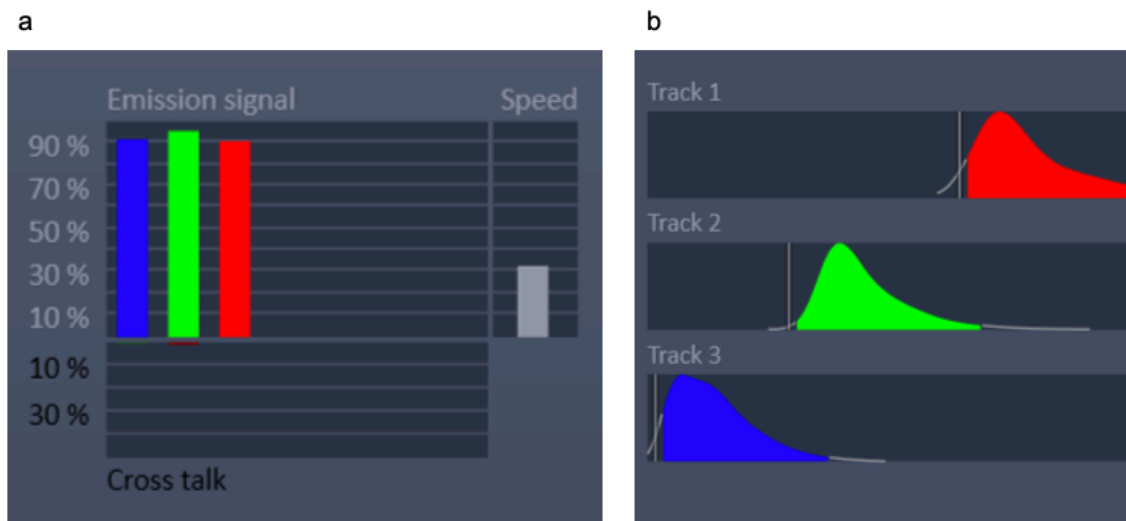 a
Emission signal
Speed
90 %
70 %
50 %
30 %
10 %
10 %
30 %
Cross talk
b
Track 1
Track 2
Track 3